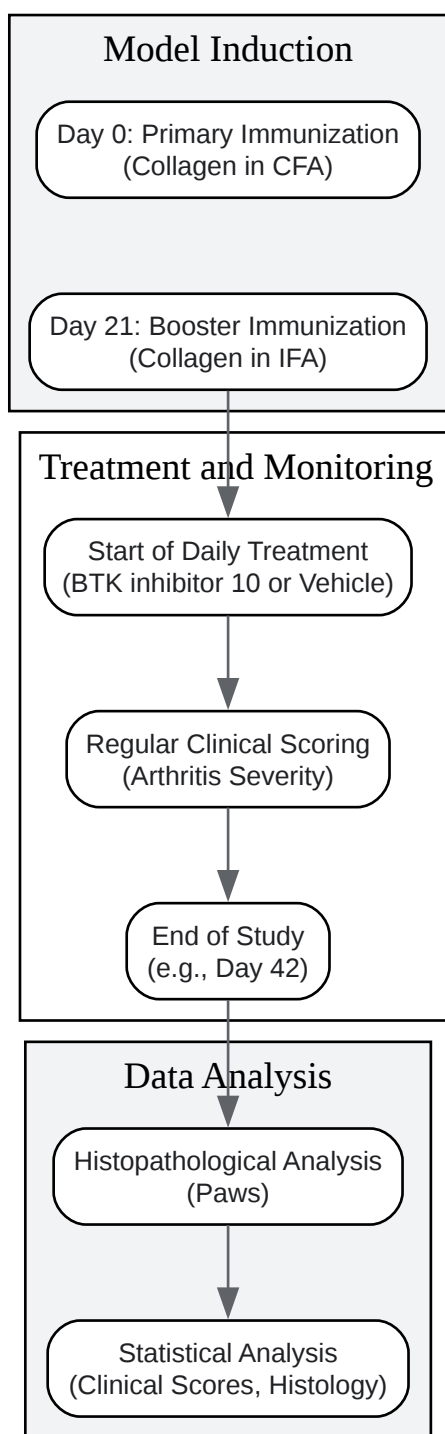 Model Induction
Day 0: Primary Immunization
(Collagen in CFA)
Day 21: Booster Immunization
(Collagen in IFA)
Treatment and Monitoring
Start of Daily Treatment
(BTK inhibitor 10 or Vehicle)
Regular Clinical Scoring
(Arthritis Severity)
End of Study
(e.g., Day 42)
Data Analysis
Histopathological Analysis
(Paws)
Statistical Analysis
(Clinical Scores, Histology)